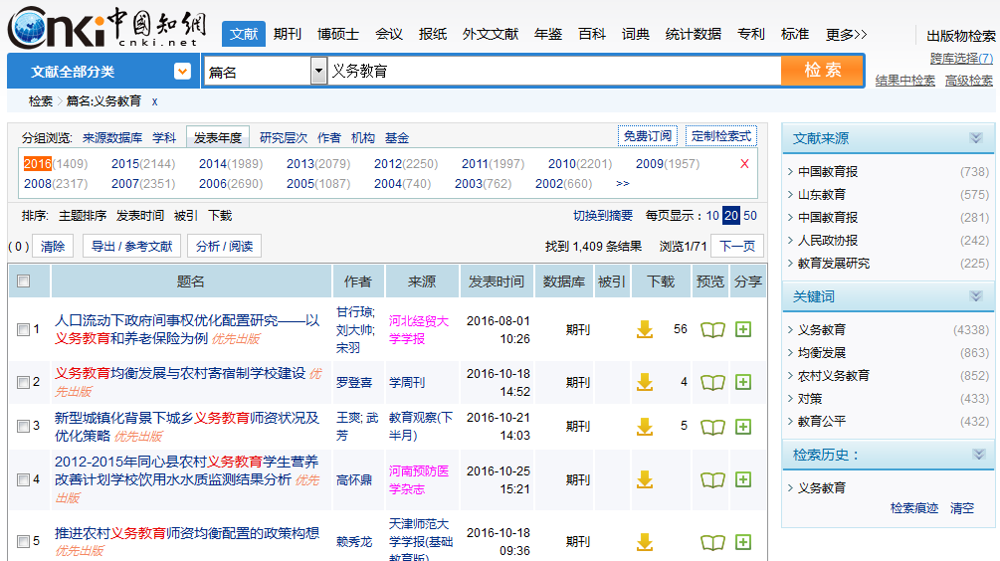 Cnki 中國知網
cnki.net
文献 期刊 博硕士 会议 报纸 外文文献 年鉴 百科 词典 统计数据 专利 标准 更多>> 出版物检索
文献全部分类 篇名 义务教育 检 索 跨库选择(7)
结果中检索 高级检索
检索 > 篇名:义务教育 x
分组浏览: 来源数据库 学科 发表年度 研究层次 作者 机构 基金 免费订阅 定制检索式
2016(1409) 2015(2144) 2014(1989) 2013(2079) 2012(2250) 2011(1997) 2010(2201) 2009(1957) X
2008(2317) 2007(2351) 2006(2690) 2005(1087) 2004(740) 2003(762) 2002(660) >>
排序: 主题排序 发表时间 被引 下载 切换到摘要 每页显示：10 20 50
( 0 ) 清除 导出 / 参考文献 分析 / 阅读 找到 1,409 条结果 浏览1/71 下一页
题名 作者 来源 发表时间 数据库 被引 下载 预览 分享
1 人口流动下政府间事权优化配置研究——以
义务教育和养老保险为例 优先出版
甘行琼;
刘大帅;
宋羽
河北经贸大
学学报
2016-08-01
10:26
期刊 56
2 义务教育均衡发展与农村寄宿制学校建设 优
先出版
罗登喜 学周刊
2016-10-18
14:52
期刊 4
3 新型城镇化背景下城乡义务教育师资状况及
优化策略 优先出版
王爽; 武
芳
教育观察(下
半月)
2016-10-21
14:03
期刊 5
4 2012-2015年同心县农村义务教育学生营养
改善计划学校饮用水水质监测结果分析 优先
出版
高怀鼎
河南预防医
学杂志
2016-10-25
15:21
期刊
5 推进农村义务教育师资均衡配置的政策构想
优先出版
赖秀龙
天津师范大
学学报(基础
教育版)
2016-10-18
09:36
期刊
文献来源
> 中国教育报 (738)
> 山东教育 (575)
> 中国教育报 (281)
> 人民政协报 (242)
> 教育发展研究 (225)
关键词
> 义务教育 (4338)
> 均衡发展 (863)
> 农村义务教育 (852)
> 对策 (433)
> 教育公平 (432)
检索历史：
> 义务教育
检索痕迹 清空